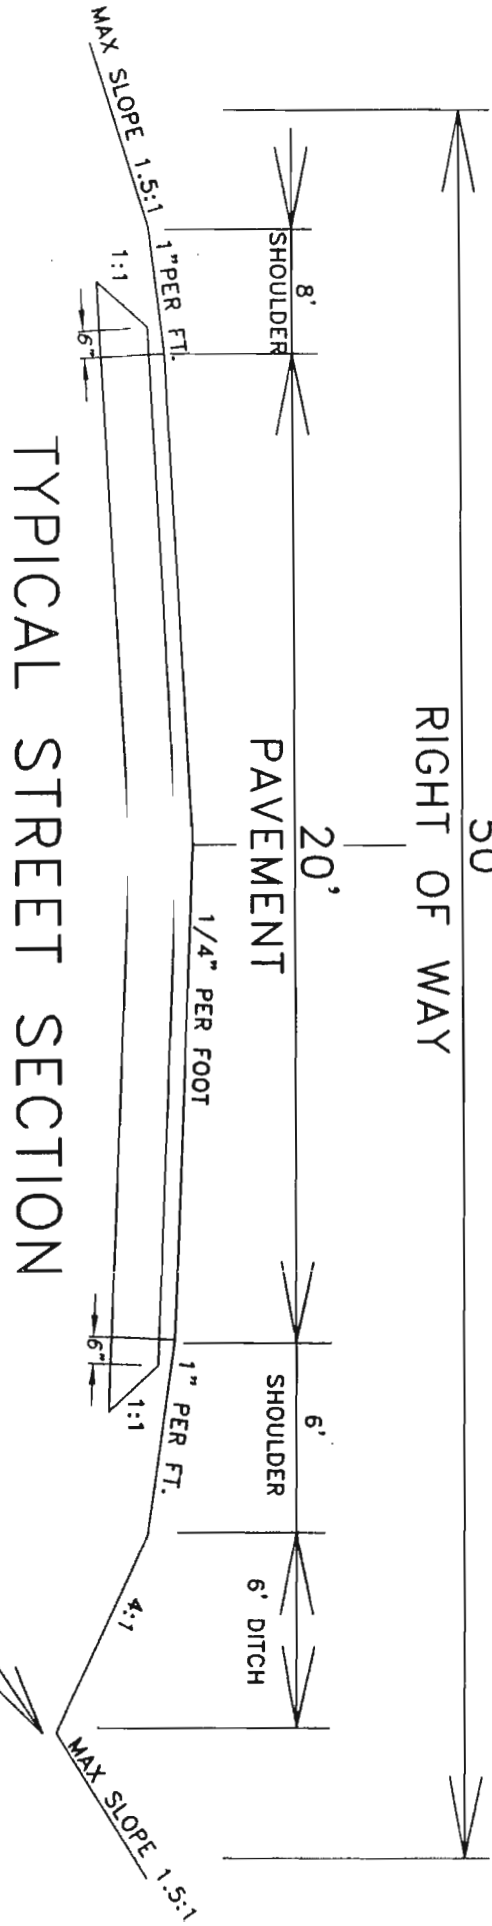 50
RIGHT OF WAY
20'
PAVEMENT
8'
SHOULDER
6'
SHOULDER
6' DITCH
MAX SLOPE 1.5:1
1" PER FT.
1/4" PER FOOT
1" PER FT.
4:1
MAX SLOPE 1.5:1
1:1
6"
6"
1:1
TYPICAL STREET SECTION